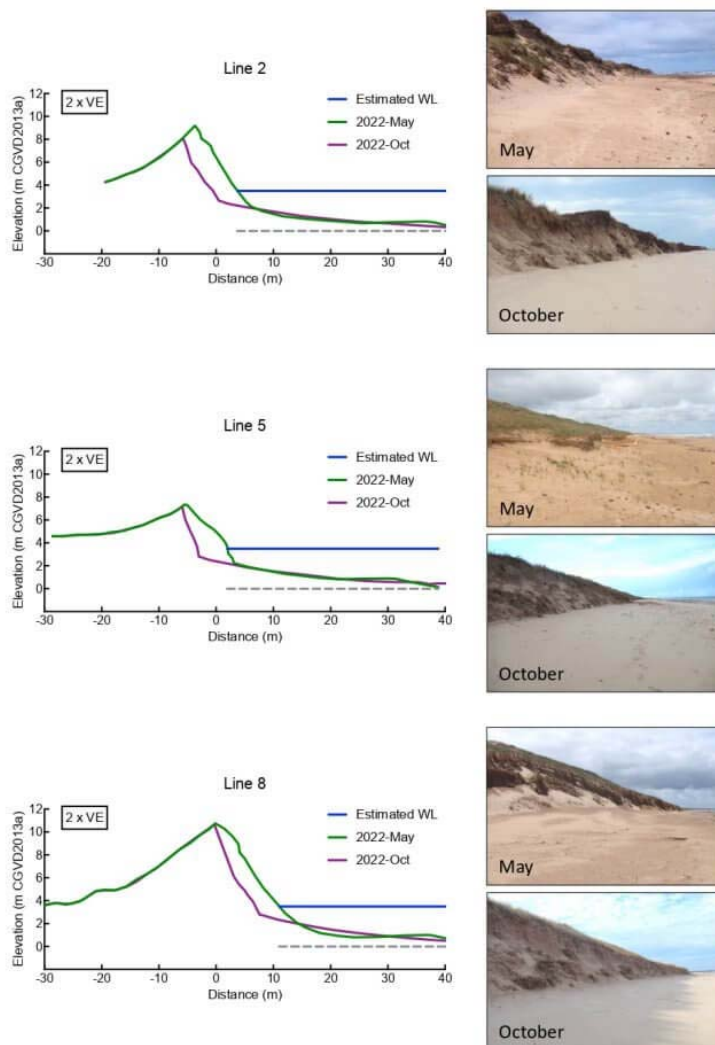 Line 2
2 x VE
Estimated WL
2022-May
2022-Oct
Elevation (m CGVD2013a)
12
10
8
6
4
2
0
-30 -20 -10 0 10 20 30 40
Distance (m)
May
October
Line 5
2 x VE
Estimated WL
2022-May
2022-Oct
Elevation (m CGVD2013a)
12
10
8
6
4
2
0
-30 -20 -10 0 10 20 30 40
Distance (m)
May
October
Line 8
2 x VE
Estimated WL
2022-May
2022-Oct
Elevation (m CGVD2013a)
12
10
8
6
4
2
0
-30 -20 -10 0 10 20 30 40
Distance (m)
May
October